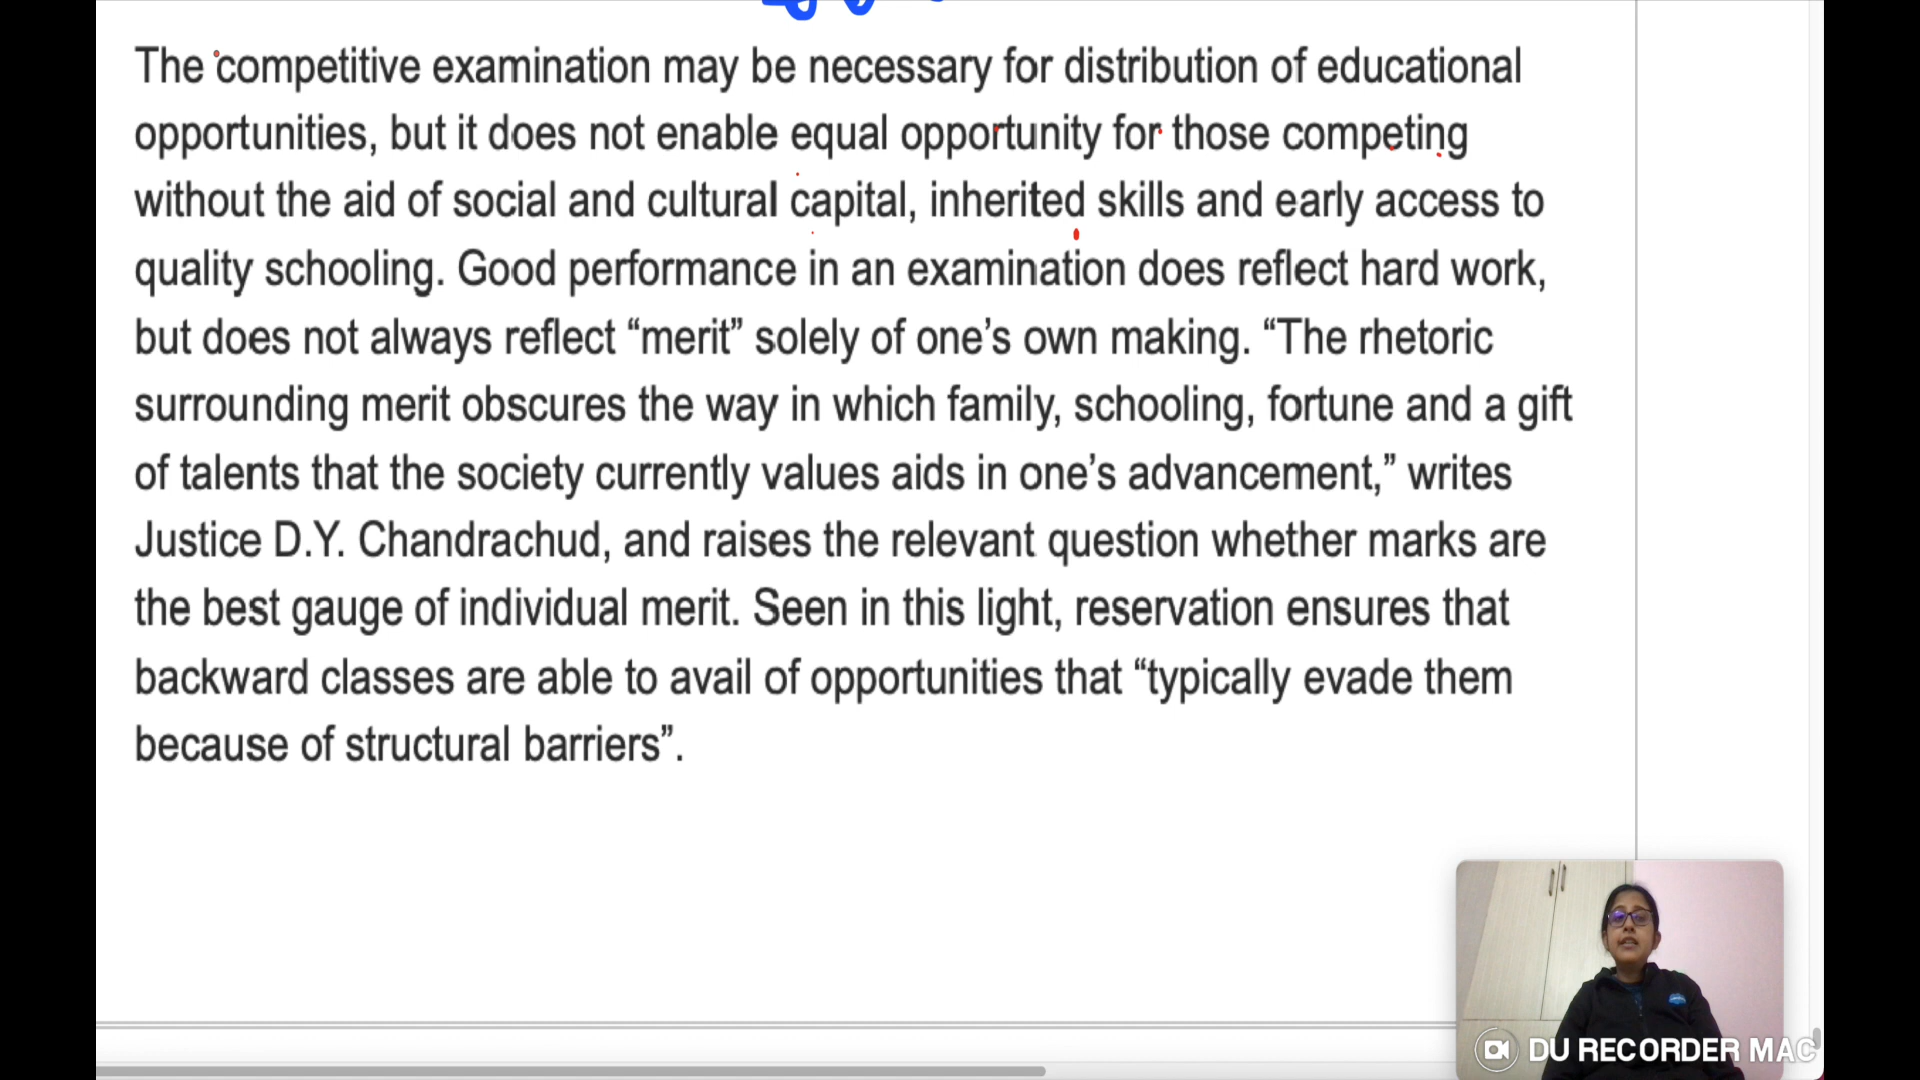 The competitive examination may be necessary for distribution of educational
opportunities, but it does not enable equal opportunity for those competing
without the aid of social and cultural capital, inherited skills and early access to
quality schooling. Good performance in an examination does reflect hard work,
but does not always reflect “merit” solely of one’s own making. “The rhetoric
surrounding merit obscures the way in which family, schooling, fortune and a gift
of talents that the society currently values aids in one’s advancement,” writes
Justice D.Y. Chandrachud, and raises the relevant question whether marks are
the best gauge of individual merit. Seen in this light, reservation ensures that
backward classes are able to avail of opportunities that “typically evade them
because of structural barriers”.
DU RECORDER MAC